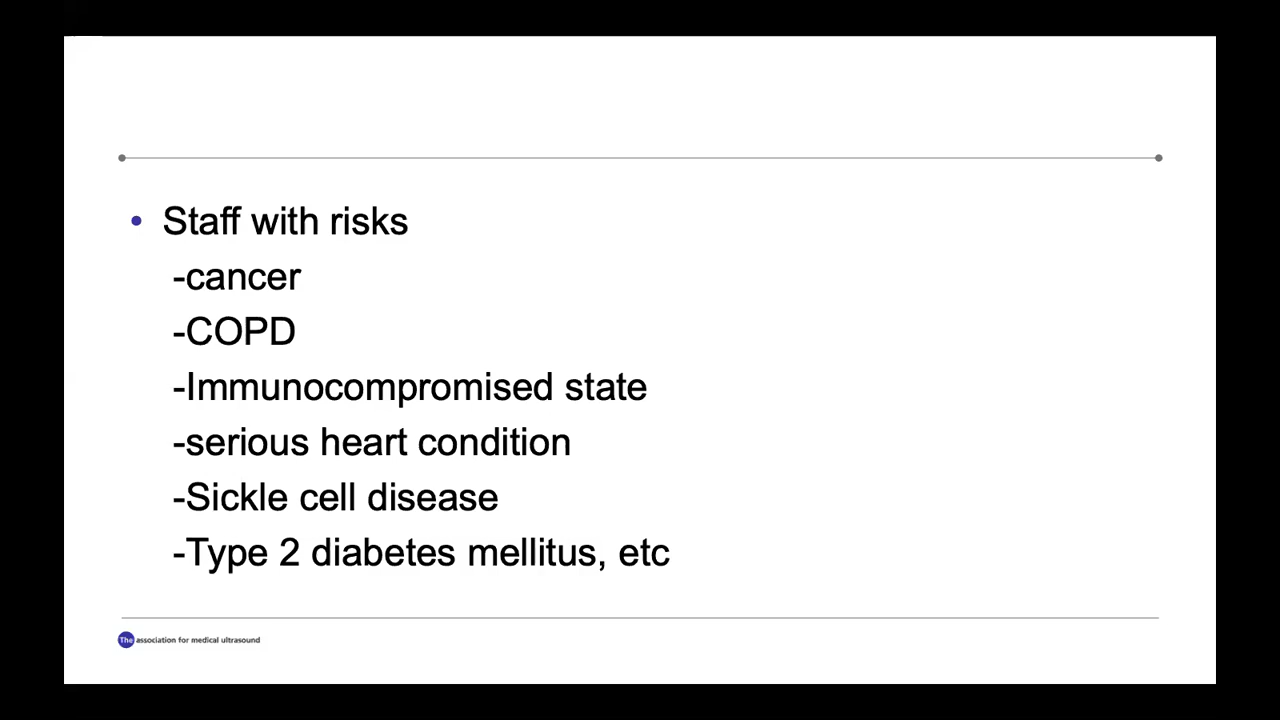 • Staff with risks
-cancer
-COPD
-Immunocompromised state
-serious heart condition
-Sickle cell disease
-Type 2 diabetes mellitus, etc
The association for medical ultrasound